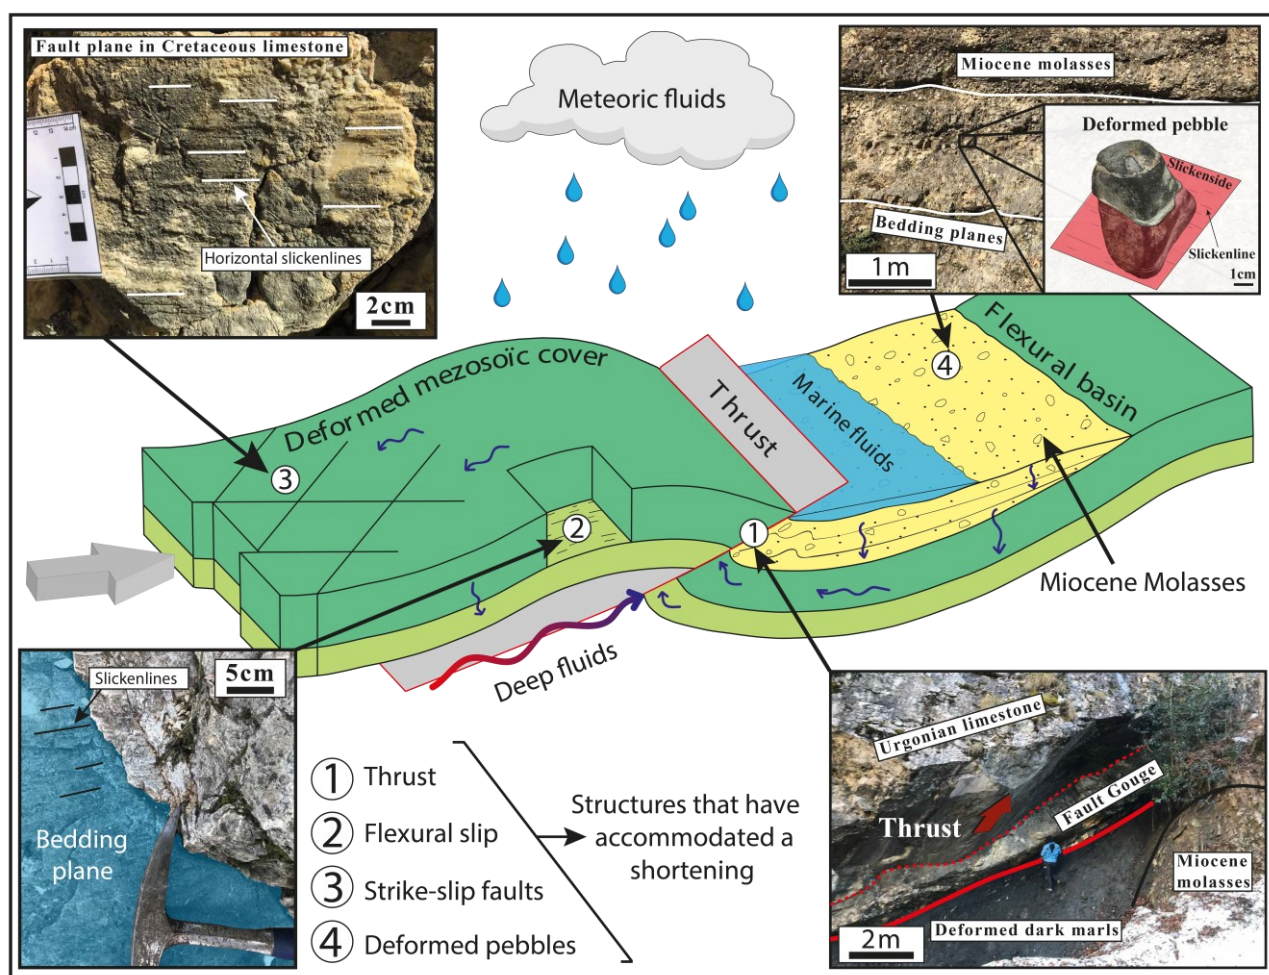 Fault plane in Cretaceous limestone
Horizontal slickenlines
2cm
Meteoric fluids
Miocene molasses
Deformed pebble
Slickenside
Slickenline
1cm
Bedding planes
1m
Deformed mezosoïc cover
Thrust
Marine fluids
Flexural basin
4
3
2
1
Miocene Molasses
Deep fluids
Slickenlines
5cm
Bedding
plane
1 Thrust
2 Flexural slip
3 Strike-slip faults
4 Deformed pebbles
Structures that have
accommodated a
shortening
Urgonian limestone
Thrust
Fault Gouge
Miocene
molasses
Deformed dark marls
2m